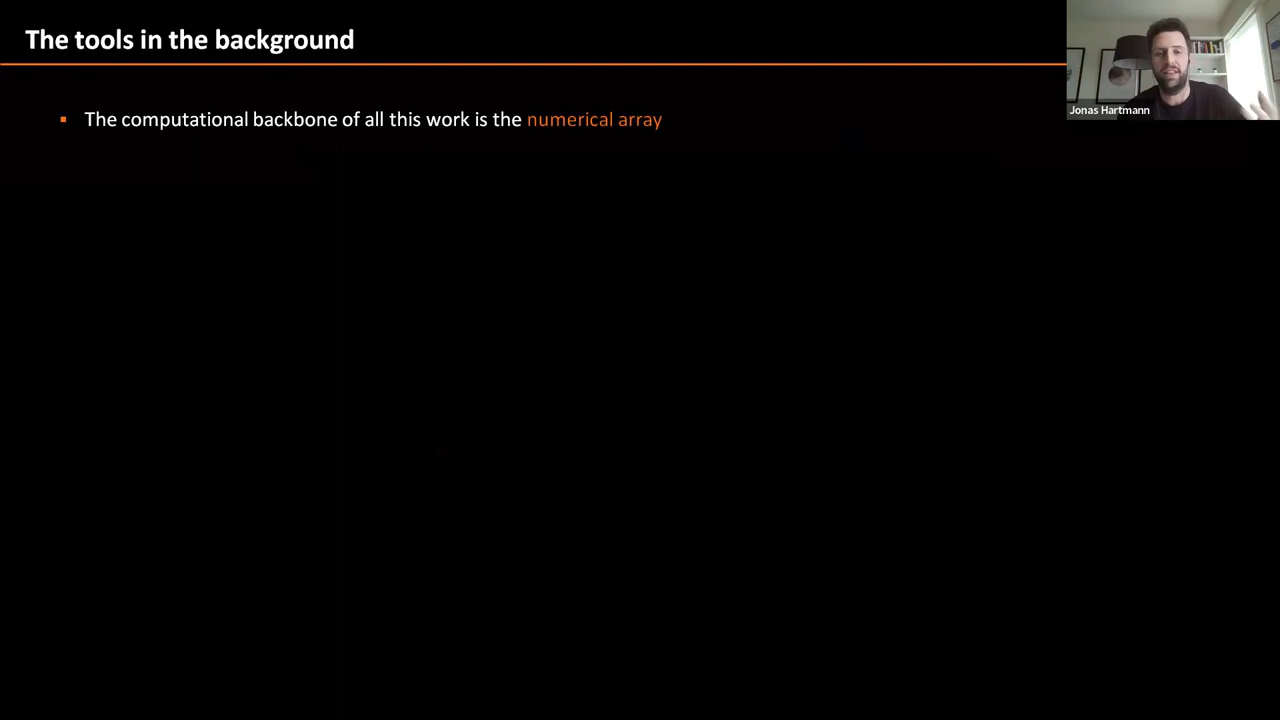 The tools in the background
The computational backbone of all this work is the numerical array
Jonas Hartmann